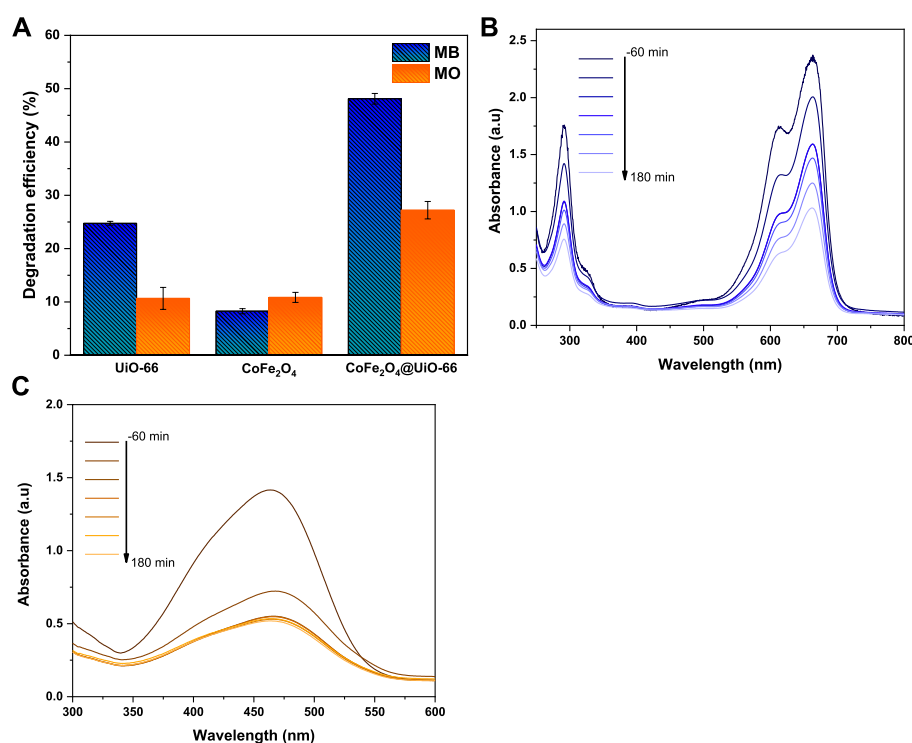 A
60
50
40
30
20
10
0
Degradation efficiency (%)
MB
MO
UiO-66
CoFe₂O₄
CoFe₂O₄@UiO-66
B
2.5
2.0
1.5
1.0
0.5
0.0
Absorbance (a.u)
-60 min
180 min
300
400
500
600
700
800
Wavelength (nm)
C
2.0
1.5
1.0
0.5
0.0
Absorbance (a.u)
-60 min
180 min
300
350
400
450
500
550
600
Wavelength (nm)